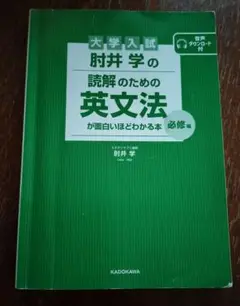 大学入試
肘井 学の
読解のための
英文法
が面白いほどわかる本
必修編
音声
ダウンロード
付
肘井 学
KADOKAWA